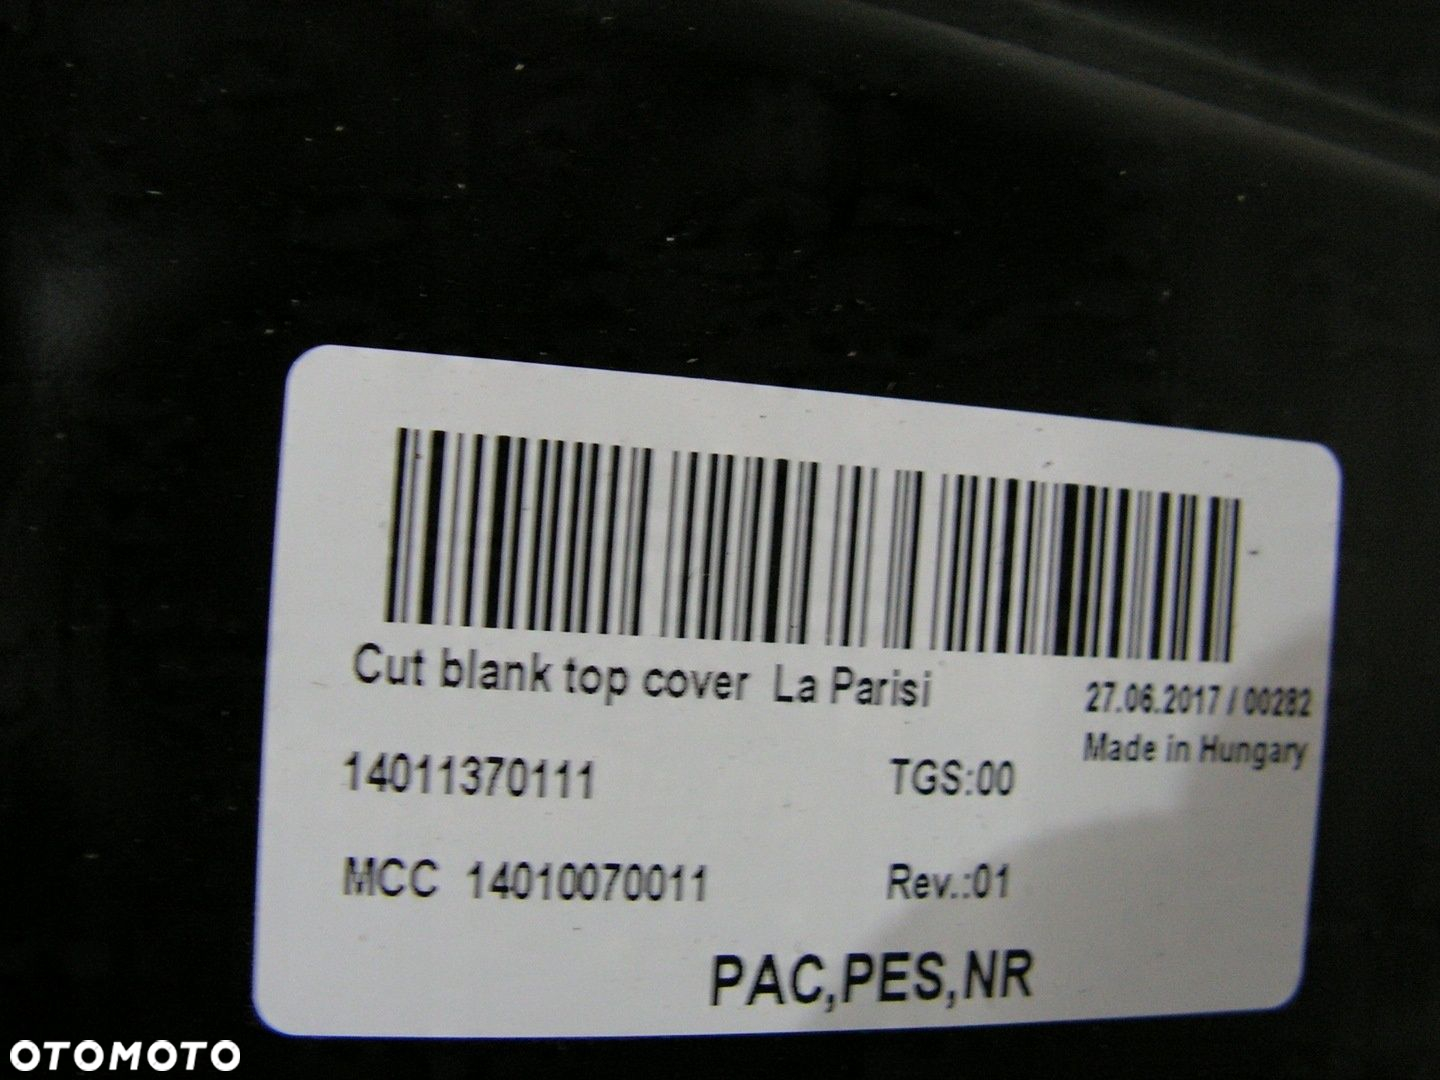 Cut blank top cover La Parisi
27.06.2017 / 00282
Made in Hungary
14011370111
TGS:00
MCC 14010070011
Rev.:01
PAC,PES,NR
OTOMOTO